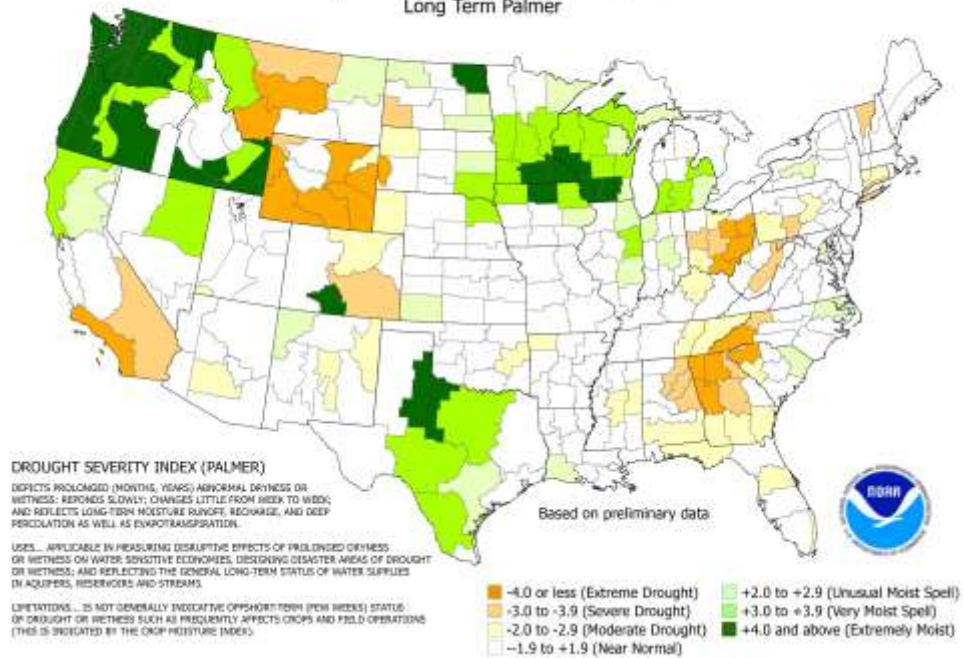 Long Term Palmer
DROUGHT SEVERITY INDEX (PALMER)
DEPICTS PROLONGED (MONTHS, YEARS) ABNORMAL DRYNESS OR
WETNESS; REPONDS SLOWLY; CHANGES LITTLE FROM WEEK TO WEEK;
AND REFLECTS LONG-TERM MOISTURE RUNOFF, RECHARGE, AND DEEP
PERCOLATION AS WELL AS EVAPOTRANSPIRATION.
USES... APPLICABLE IN MEASURING DISRUPTIVE EFFECTS OF PROLONGED DRYNESS
OR WETNESS ON WATER SENSITIVE ECONOMIES, DESIGNING DISASTER AREAS OF DROUGHT
OR WETNESS; AND REFLECTING THE GENERAL LONG-TERM STATUS OF WATER SUPPLIES
IN AQUIFERS, RESERVOIRS AND STREAMS.
LIMITATIONS... IS NOT GENERALLY INDICATIVE OFFSHORT-TERM (FEW WEEKS) STATUS
OF DROUGHT OR WETNESS SUCH AS FREQUENTLY AFFECTS CROPS AND FIELD OPERATIONS
(THIS IS INDICATED BY THE CROP MOISTURE INDEX).
Based on preliminary data
NOAA
-4.0 or less (Extreme Drought)
-3.0 to -3.9 (Severe Drought)
-2.0 to -2.9 (Moderate Drought)
--1.9 to +1.9 (Near Normal)
+2.0 to +2.9 (Unusual Moist Spell)
+3.0 to +3.9 (Very Moist Spell)
+4.0 and above (Extremely Moist)